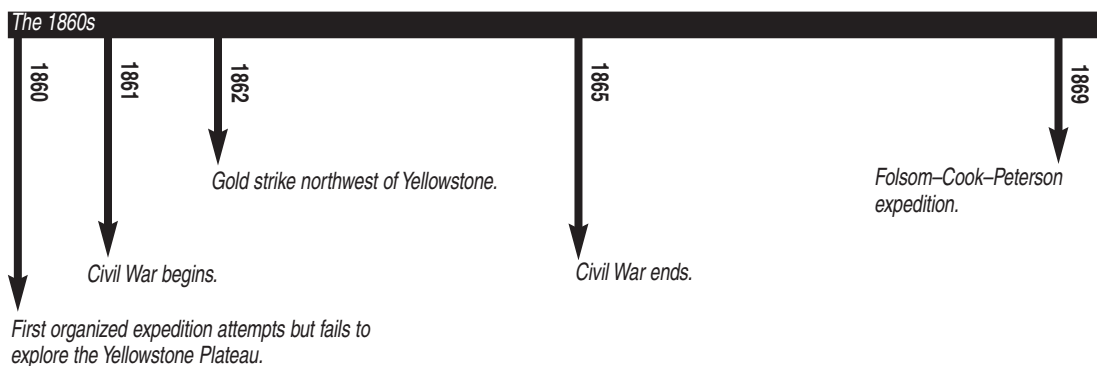 The 1860s
1860
1861
1862
1865
1869
Gold strike northwest of Yellowstone.
Folsom–Cook–Peterson
expedition.
Civil War begins.
Civil War ends.
First organized expedition attempts but fails to
explore the Yellowstone Plateau.